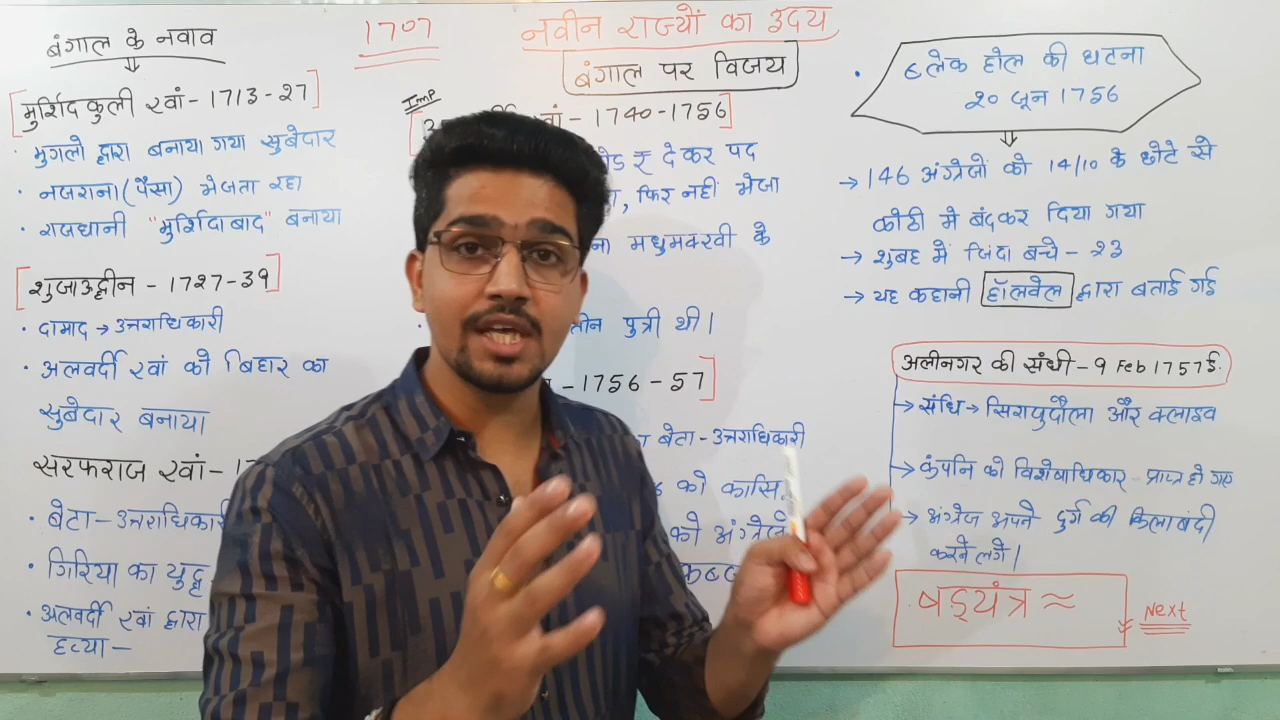 बंगाल के नवाव
मुर्शिद कुली खां - 1713-27
• मुगलो द्वारा बनाया गया सुबेदार
• नजराना (पैसा) भेजता रहा
• राजधानी "मुर्शिदाबाद" बनाया
शुजाउद्दीन - 1727-39
• दामाद → उत्तराधिकारी
• अलवर्दी खां को बिहार का
सुबेदार बनाया
सरफराज खां-
• बेटा - उत्तराधिकारी
• गिरिया का युद्ध
• अलवर्दी खां द्वारा
हत्या -
1707
नवीन राज्यों का उदय
बंगाल पर विजय
Imp
खां - 1740-1756
₹ देकर पद
, फिर नही भेजा
मधुमक्खी के
पुत्री थी।
- 1756-57
बेटा - उत्तराधिकारी
को कासि
को अंग्रेजो
ब्लेक होल की घटना
२० जून 1756
→ 146 अंग्रेजो को 14/10 के छोटे से
कोठी मे बंदकर दिया गया
→ शुबह में जिंदा बचे - २३
→ यह कहानी हॉलवेल द्वारा बताई गई
अलीनगर की संधी - 9 Feb 1757 ई.
→ संधि → सिराजुदौला और क्लाइव
→ कंपनि को विशेषाधिकार - प्राप्त हो गए
→ अंग्रेज अपने दुर्ग की किलाबंदी
करने लगे।
षड्यंत्र ≈
Next